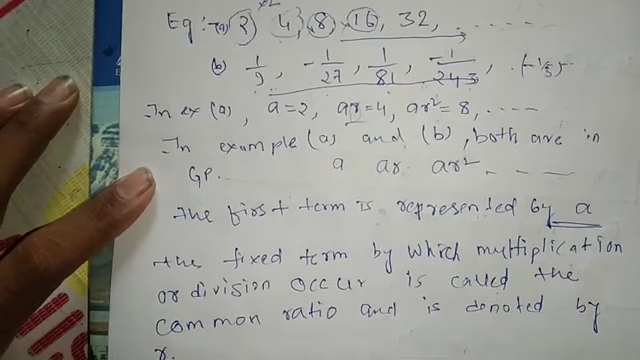 Eg:- (a) 2, 4, 8, 16, 32, ......
×2
(b) 1/9, -1/27, 1/81, -1/243, (-1/3)
In ex (a), a=2, ar=4, ar²=8, ....
In example (a) and (b), both are in
GP. a ar ar² - - - -
The first term is represented by a
the fixed term by which multiplication
or division occur is called the
common ratio and is denoted by
r.